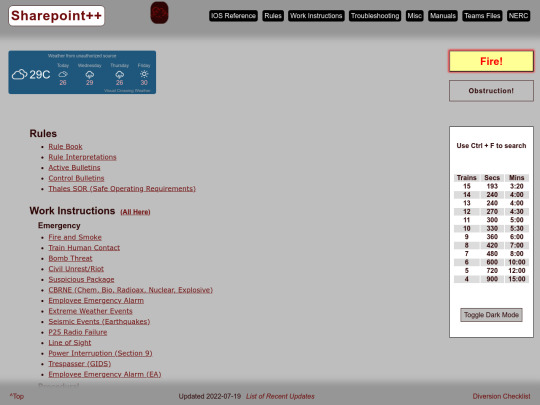 Sharepoint++
IOS Reference Rules Work Instructions Troubleshooting Misc Manuals Teams Files NERC
Weather from unauthorized source
29C
Today Wednesday Thursday Friday
26 29 26 30
Visual Crossing Weather
Fire!
Obstruction!
Rules
Rule Book
Rule Interpretations
Active Bulletins
Control Bulletins
Thales SOR (Safe Operating Requirements)
Work Instructions (All Here)
Emergency
Fire and Smoke
Train Human Contact
Bomb Threat
Civil Unrest/Riot
Suspicious Package
CBRNE (Chem, Bio, Radioax, Nuclear, Explosive)
Employee Emergency Alarm
Extreme Weather Events
Seismic Events (Earthquakes)
P25 Radio Failure
Line of Sight
Power Interruption (Section 9)
Trespasser (GIDS)
Employee Emergency Alarm (EA)
Use Ctrl + F to search
Trains Secs Mins
15 193 3:20
14 240 4:00
13 240 4:00
12 270 4:30
11 300 5:00
10 330 5:30
9 360 6:00
8 420 7:00
7 480 8:00
6 600 10:00
5 720 12:00
4 900 15:00
Toggle Dark Mode
^Top
Updated 2022-07-19 List of Recent Updates
Diversion Checklist